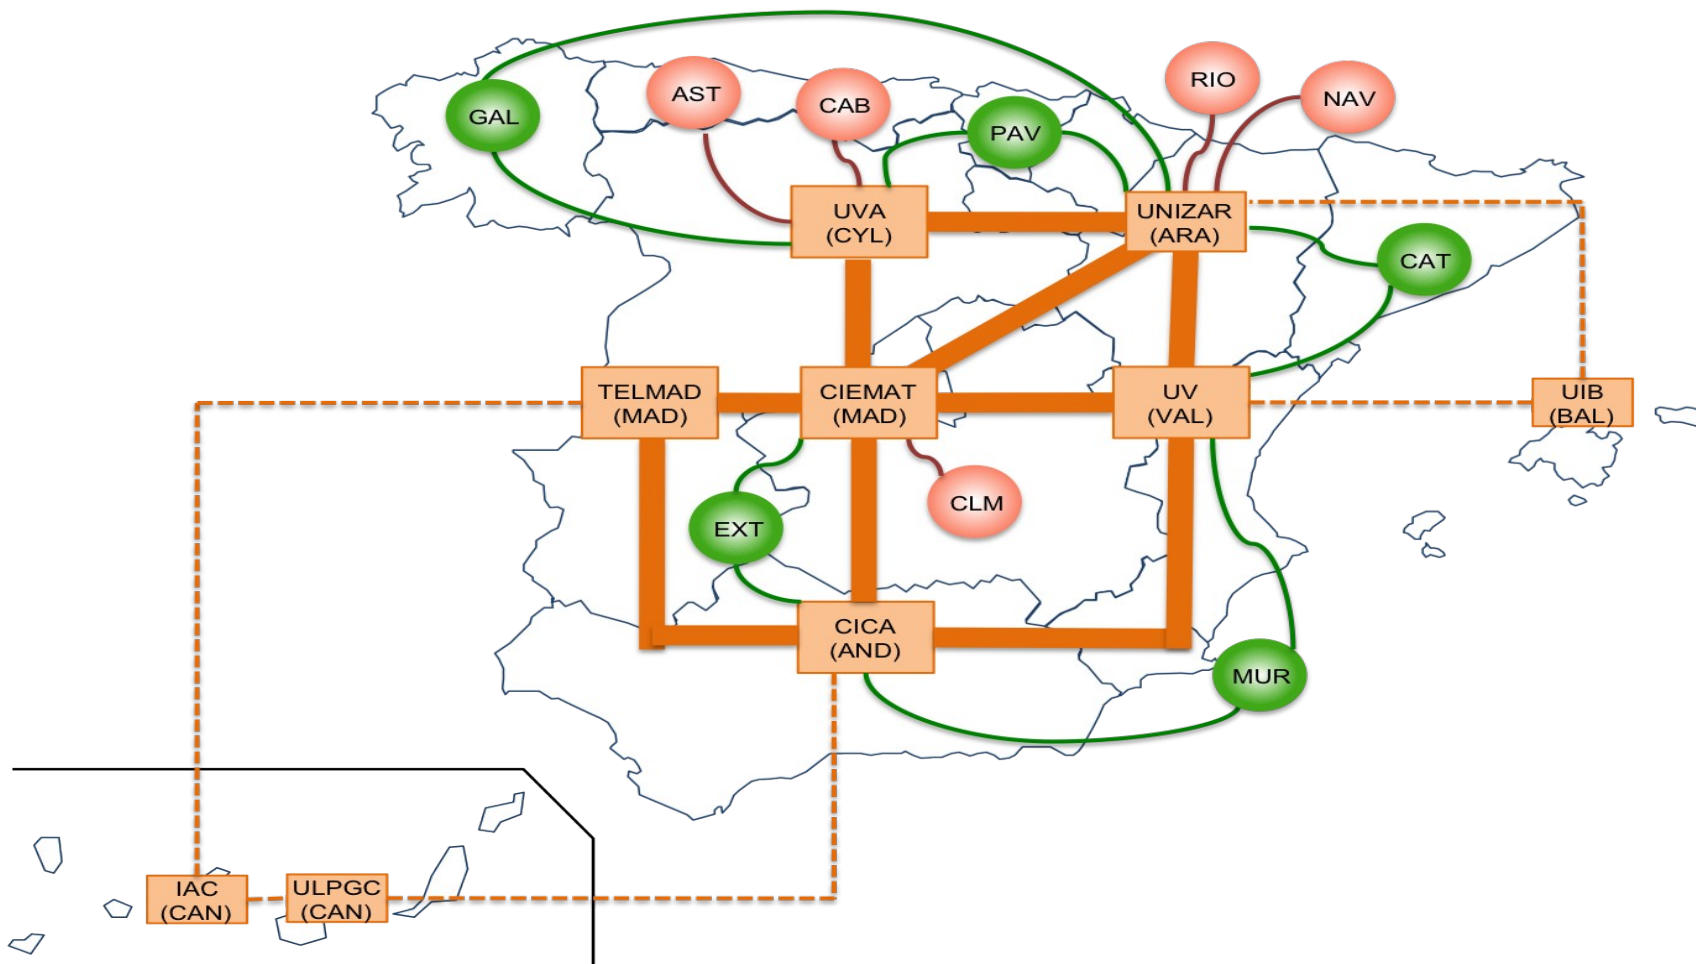 RIO
AST
NAV
CAB
GAL
PAV
UVA
(CYL)
UNIZAR
(ARA)
CAT
TELMAD
(MAD)
CIEMAT
(MAD)
UV
(VAL)
UIB
(BAL)
CLM
EXT
CICA
(AND)
MUR
IAC
(CAN)
ULPGC
(CAN)